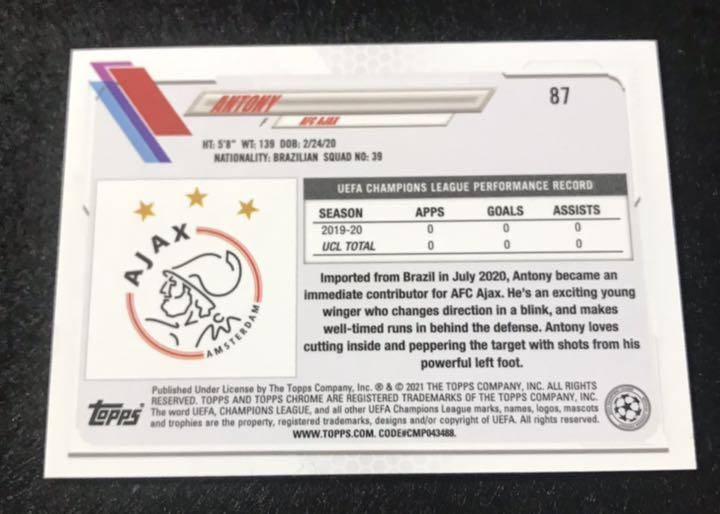 ANTONY
87
F AFC AJAX
HT: 5'8" WT: 139 DOB: 2/24/20
NATIONALITY: BRAZILIAN SQUAD NO: 39
AJAX
AMSTERDAM
UEFA CHAMPIONS LEAGUE PERFORMANCE RECORD
SEASON APPS GOALS ASSISTS
2019-20 0 0 0
UCL TOTAL 0 0 0
Imported from Brazil in July 2020, Antony became an
immediate contributor for AFC Ajax. He's an exciting young
winger who changes direction in a blink, and makes
well-timed runs in behind the defense. Antony loves
cutting inside and peppering the target with shots from his
powerful left foot.
Topps
Published Under License by The Topps Company, Inc. ® & © 2021 THE TOPPS COMPANY, INC. ALL RIGHTS
RESERVED. TOPPS AND TOPPS CHROME ARE REGISTERED TRADEMARKS OF THE TOPPS COMPANY, INC.
The word UEFA, CHAMPIONS LEAGUE, and all other UEFA Champions League marks, names, logos, mascots
and trophies are the property, registered trademarks, designs and/or copyright of UEFA. All rights reserved.
WWW.TOPPS.COM. CODE#CMP043488.